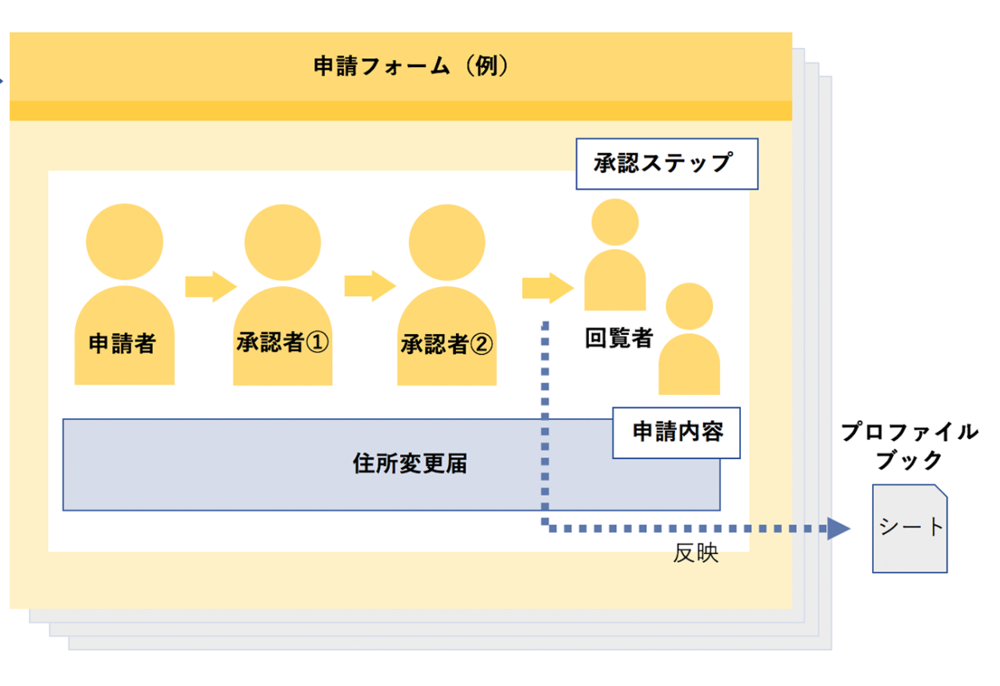 申請フォーム（例）
承認ステップ
申請者
承認者①
承認者②
回覧者
申請内容
住所変更届
プロファイル
ブック
シート
反映